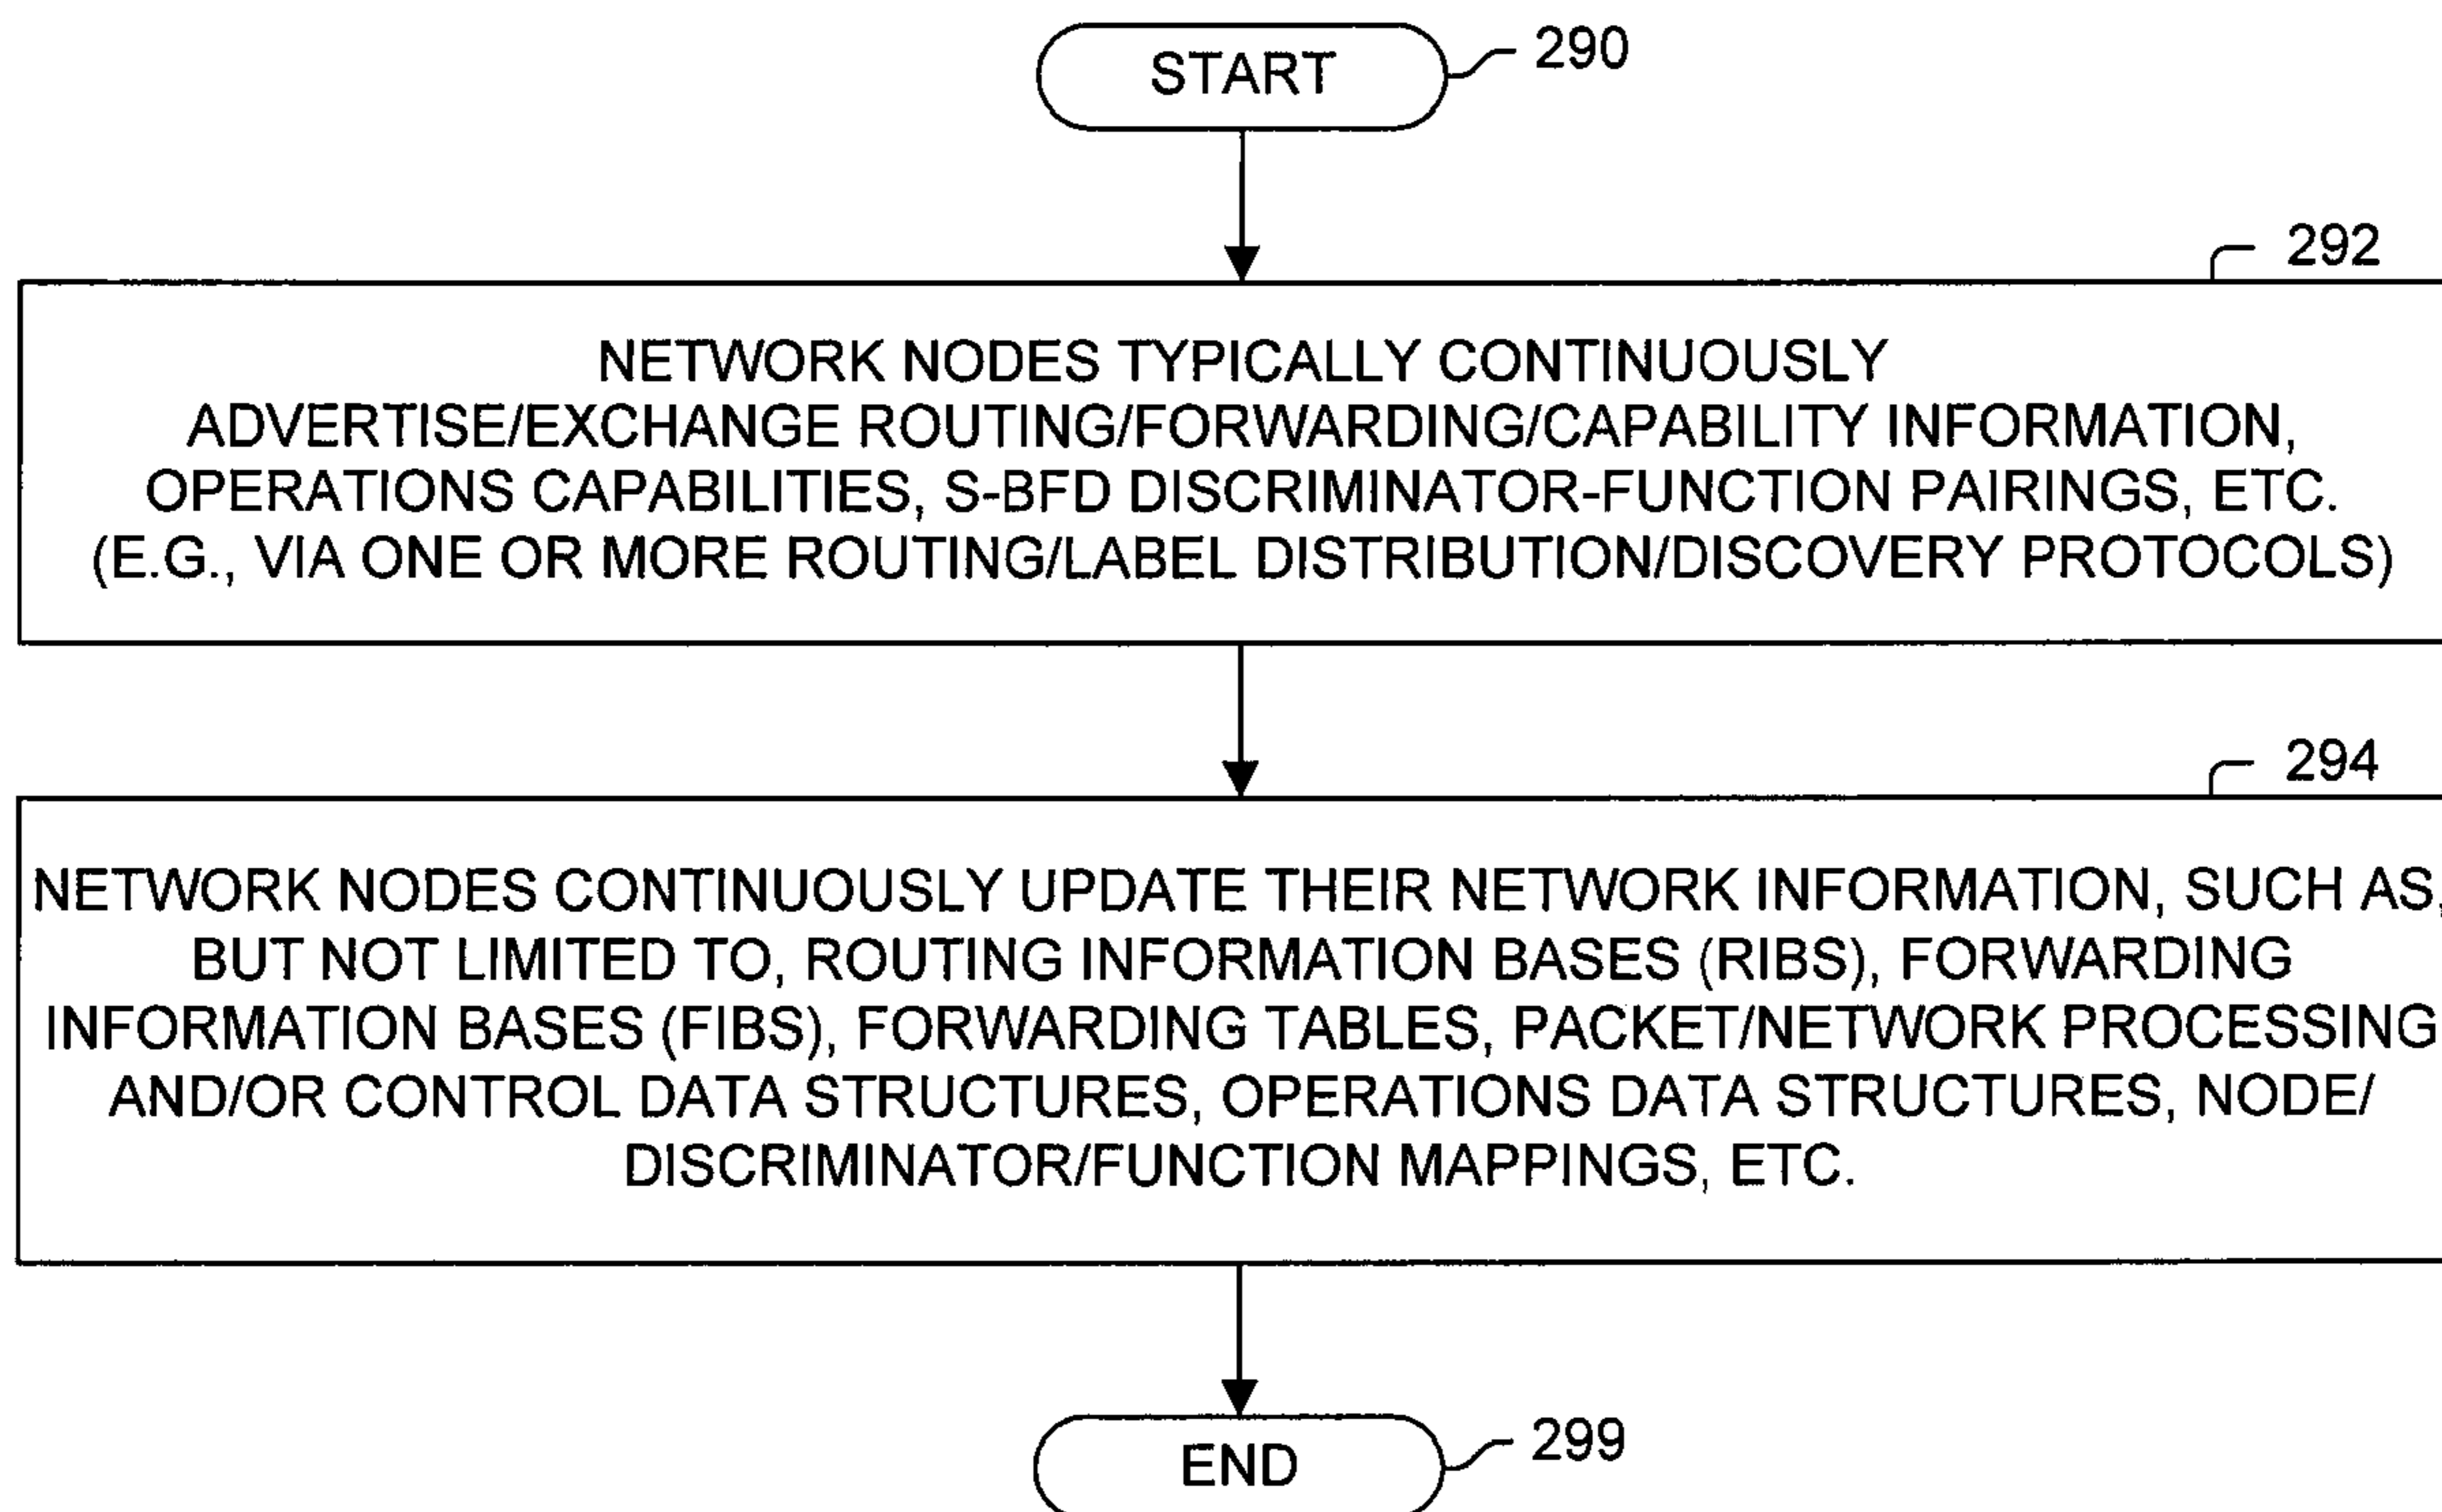 START
290
292
NETWORK NODES TYPICALLY CONTINUOUSLY
ADVERTISE/EXCHANGE ROUTING/FORWARDING/CAPABILITY INFORMATION,
OPERATIONS CAPABILITIES, S-BFD DISCRIMINATOR-FUNCTION PAIRINGS, ETC.
(E.G., VIA ONE OR MORE ROUTING/LABEL DISTRIBUTION/DISCOVERY PROTOCOLS)
294
NETWORK NODES CONTINUOUSLY UPDATE THEIR NETWORK INFORMATION, SUCH AS,
BUT NOT LIMITED TO, ROUTING INFORMATION BASES (RIBS), FORWARDING
INFORMATION BASES (FIBS), FORWARDING TABLES, PACKET/NETWORK PROCESSING
AND/OR CONTROL DATA STRUCTURES, OPERATIONS DATA STRUCTURES, NODE/
DISCRIMINATOR/FUNCTION MAPPINGS, ETC.
END
299